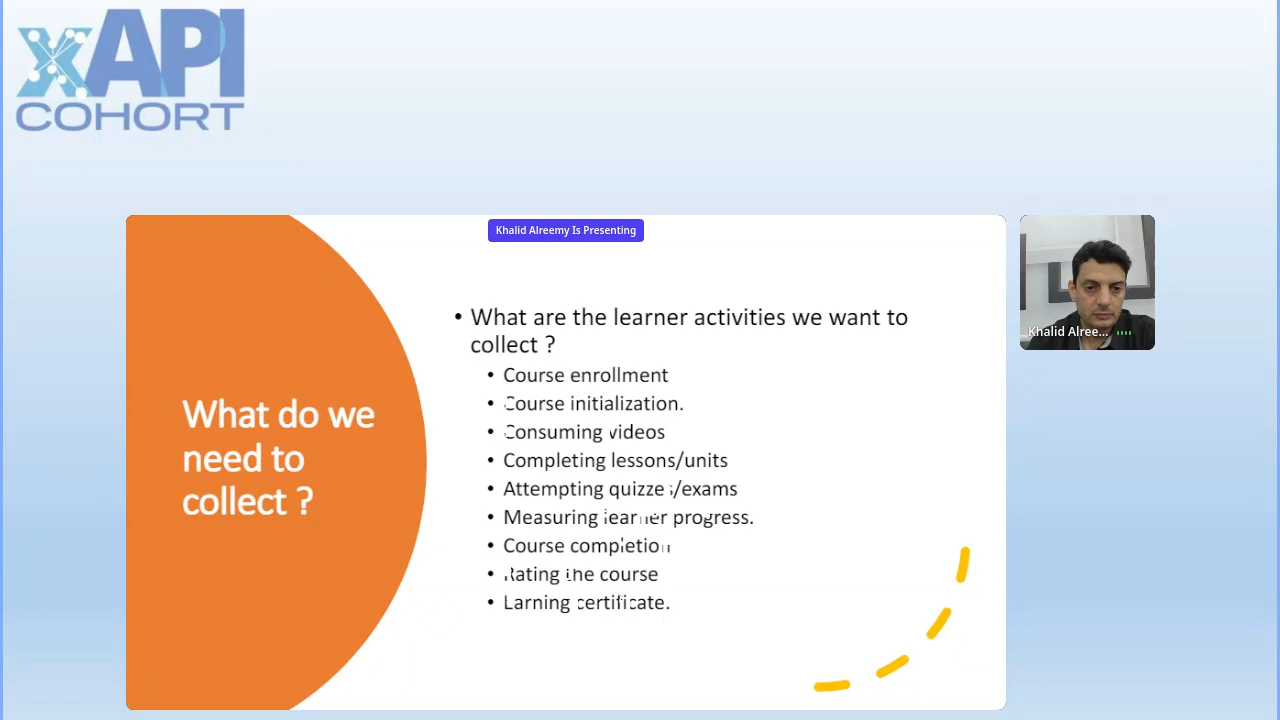 xAPI
COHORT
Khalid Alreemy Is Presenting
What do we
need to
collect ?
• What are the learner activities we want to
collect ?
• Course enrollment
• Course initialization.
• Consuming videos
• Completing lessons/units
• Attempting quizzes/exams
• Measuring learner progress.
• Course completion
• Rating the course
• Larning certificate.
Khalid Alree...